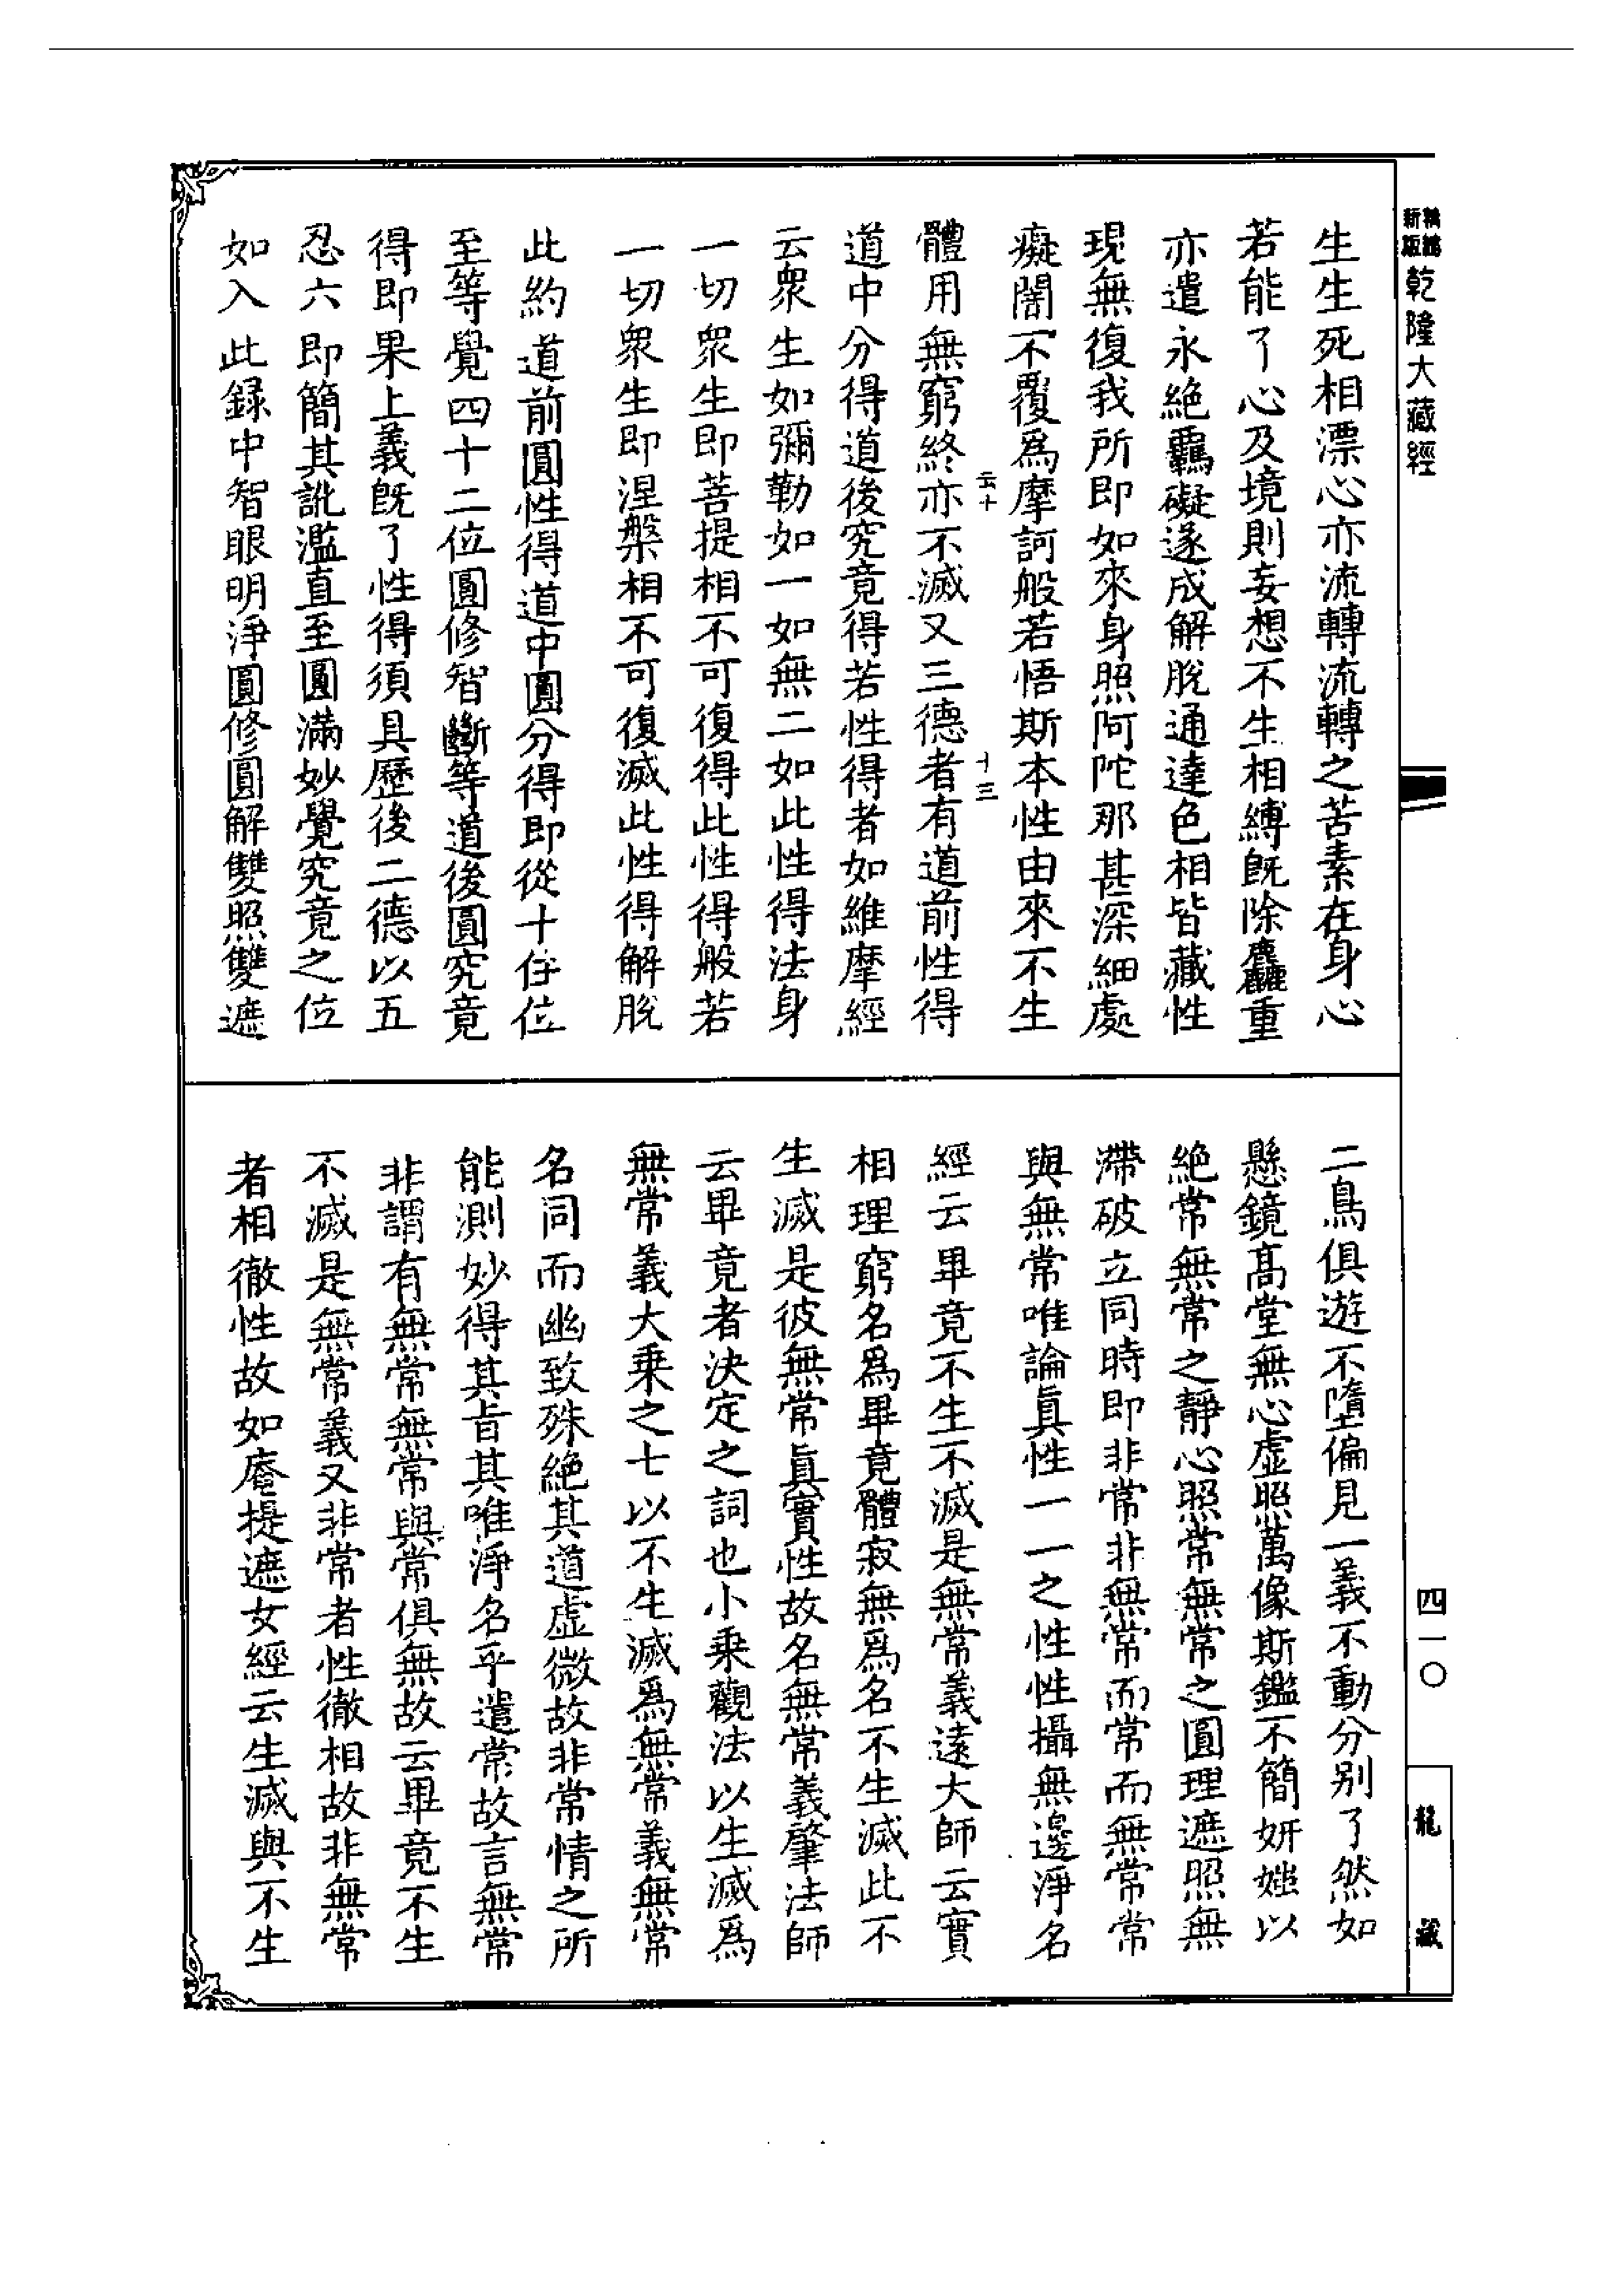 精編新版
乾隆大藏經
生生死相漂心亦流轉流轉之苦素在身心
若能了心及境則妄想不生相縛旣除麤重
亦遣永絶羈礙遂成解脫通達色相皆藏性
現無復我所即如來身照阿陀那甚深細處
癡闇不覆爲摩訶般若悟斯本性由來不生
云十
十三
體用無窮終亦不滅又三德者有道前性得
道中分得道後究竟得若性得者如維摩經
云衆生如彌勒如一如無二如此性得法身
一切衆生即菩提相不可復得此性得般若
一切衆生即涅槃相不可復滅此性得解脫
此約道前圓性得道中圓分得即從十住位
至等覺四十二位圓修智斷等道後圓究竟
得即果上義旣了性得須具歷後二德以五
忍六即簡其訛濫直至圓滿妙覺究竟之位
如入此録中智眼明淨圓修圓解雙照雙遮
二鳥俱遊不墮偏見一義不動分别了然如
懸鏡高堂無心虛照萬像斯鑑不簡妍媸以
絶常無常之靜心照常無常之圓理遮照無
滯破立同時即非常非無常而常而無常常
與無常唯論眞性一一之性性攝無邊淨名
經云畢竟不生不滅是無常義遠大師云實
相理窮名爲畢竟體寂無爲名不生滅此不
生滅是彼無常眞實性故名無常義肇法師
云畢竟者決定之詞也小乘觀法以生滅爲
無常義大乘之七以不生滅爲無常義無常
名同而幽致殊絶其道虛微故非常情之所
能測妙得其旨其唯淨名乎遣常故言無常
非謂有無常無常與常俱無故云畢竟不生
不滅是無常義又非常者性徹相故非無常
者相徹性故如庵提遮女經云生滅與不生
四一〇
龍藏